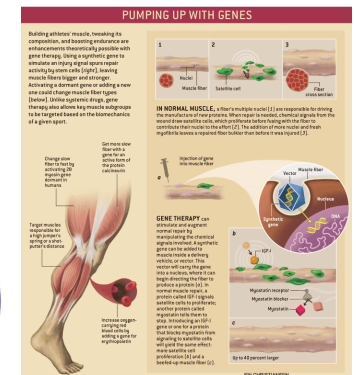 PUMPING UP WITH GENES
Building athletes' muscle, tweaking its
composition, and boosting endurance are
enhancements theoretically possible with
gene therapy. Using a synthetic gene to
simulate an injury signal spurs repair
activity by stem cells (right), leaving
muscle fibers bigger and stronger.
Activating a dormant gene or adding a new
one could change muscle fiber types
(below). Unlike systemic drugs, gene
therapy also allows key muscle subgroups
to be targeted based on the biomechanics
of a given sport.
Get more slow
fiber with a
gene for an
active form of
the protein
calcineurin
Change slow
fiber to fast by
activating 2B
myosin gene
dormant in
humans
Target muscles
responsible for
a high jumper's
spring or a shot-
putter's distance
Increase oxygen-
carrying red
blood cells by
adding a gene for
erythropoietin
1
2
3
Nuclei
Muscle fiber
Satellite cell
Fiber
cross section
IN NORMAL MUSCLE, a fiber's multiple nuclei (1) are responsible for driving
the manufacture of new proteins. When repair is needed, chemical signals from the
wound draw satellite cells, which proliferate before fusing with the fiber to
contribute their nuclei to the effort (2). The addition of more nuclei and fresh
myofibrils leaves a repaired fiber bulkier than before it was injured (3).
Injection of gene
into muscle fiber
a
Vector
Muscle fiber
Nucleus
Synthetic
gene
DNA
GENE THERAPY can
stimulate and augment
normal repair by
manipulating the chemical
signals involved. A synthetic
gene can be added to
muscle inside a delivery
vehicle, or vector. This
vector will carry the gene
into a nucleus, where it can
begin directing the fiber to
produce a protein (a). In
normal muscle repair, a
protein called IGF-I signals
satellite cells to proliferate;
another protein called
myostatin tells them to
stop. Introducing an IGF-I
gene or one for a protein
that blocks myostatin from
signaling to satellite cells
will yield the same effect:
more satellite cell
proliferation (b) and a
beefed-up muscle fiber (c).
b
IGF-I
Myostatin receptor
Myostatin blocker
Myostatin
c
Up to 40 percent larger
JEN CHRISTIANSEN